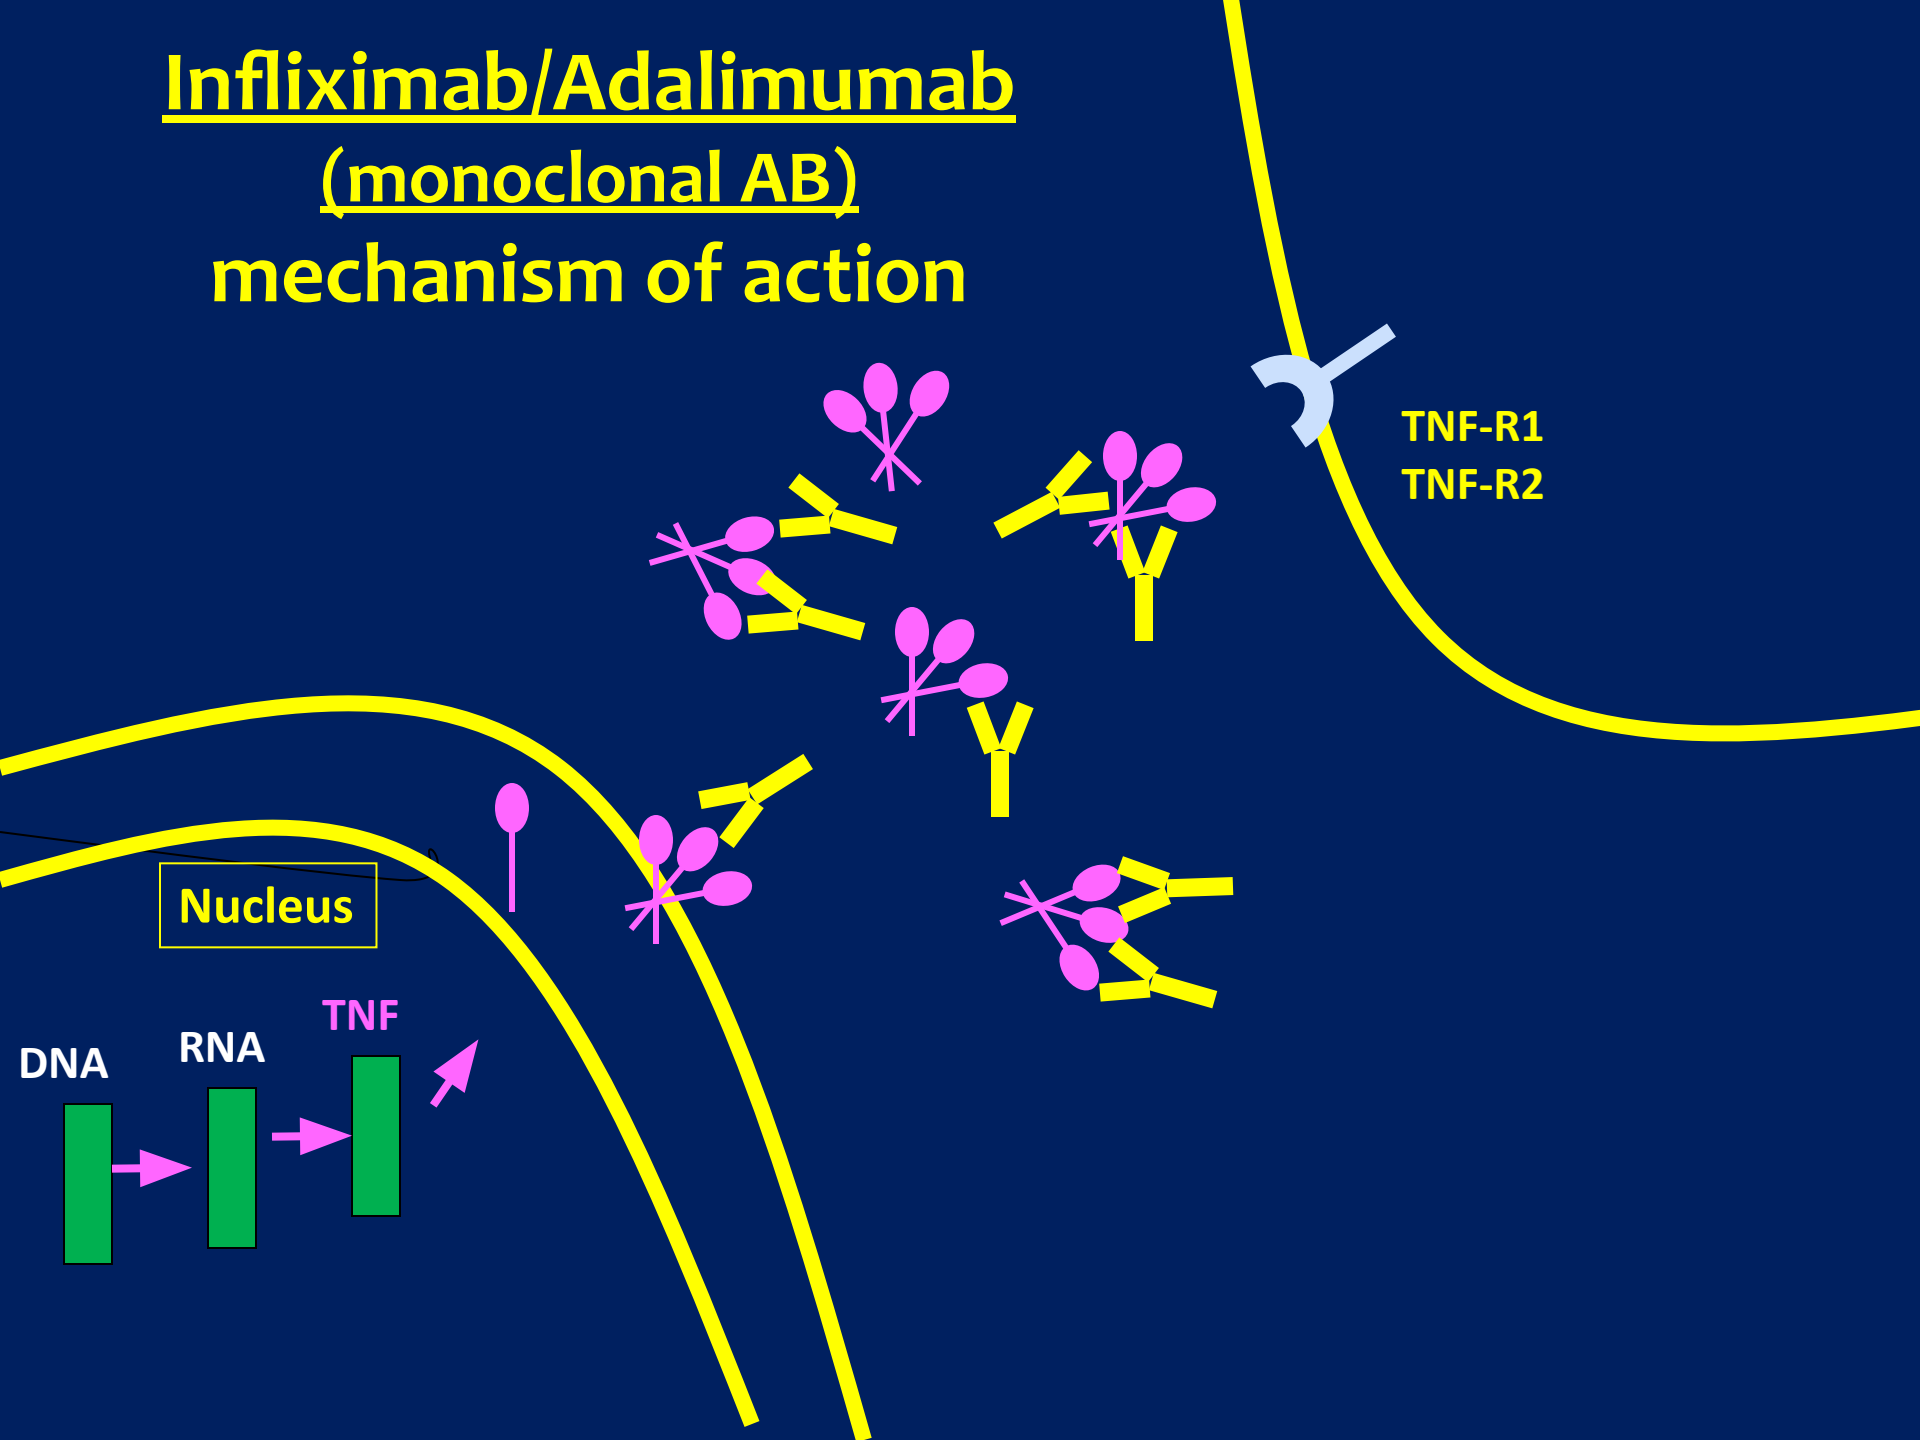 Infliximab/Adalimumab
(monoclonal AB)
mechanism of action
TNF-R1
TNF-R2
Nucleus
TNF
RNA
DNA